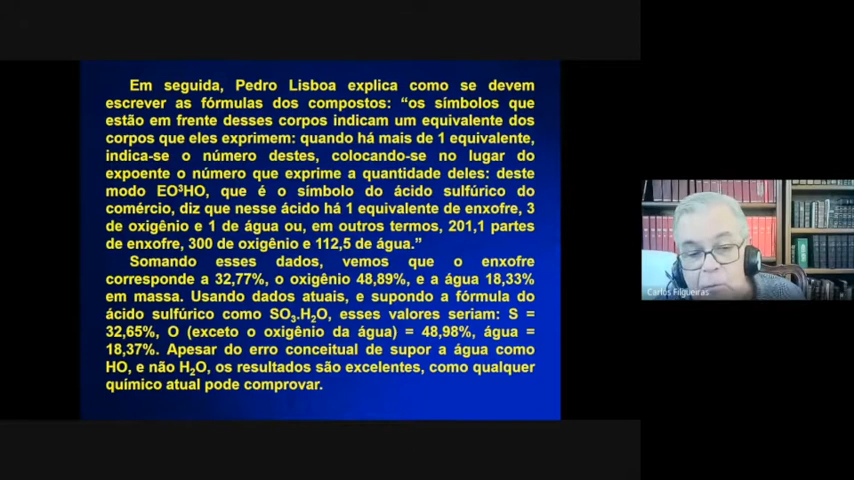 Em seguida, Pedro Lisboa explica como se devem
escrever as fórmulas dos compostos: “os símbolos que
estão em frente desses corpos indicam um equivalente dos
corpos que eles exprimem: quando há mais de 1 equivalente,
indica-se o número destes, colocando-se no lugar do
expoente o número que exprime a quantidade deles: deste
modo EO³HO, que é o símbolo do ácido sulfúrico do
comércio, diz que nesse ácido há 1 equivalente de enxofre, 3
de oxigênio e 1 de água ou, em outros termos, 201,1 partes
de enxofre, 300 de oxigênio e 112,5 de água.”
Somando esses dados, vemos que o enxofre
corresponde a 32,77%, o oxigênio 48,89%, e a água 18,33%
em massa. Usando dados atuais, e supondo a fórmula do
ácido sulfúrico como SO₃.H₂O, esses valores seriam: S =
32,65%, O (exceto o oxigênio da água) = 48,98%, água =
18,37%. Apesar do erro conceitual de supor a água como
HO, e não H₂O, os resultados são excelentes, como qualquer
químico atual pode comprovar.
Carlos Filgueiras